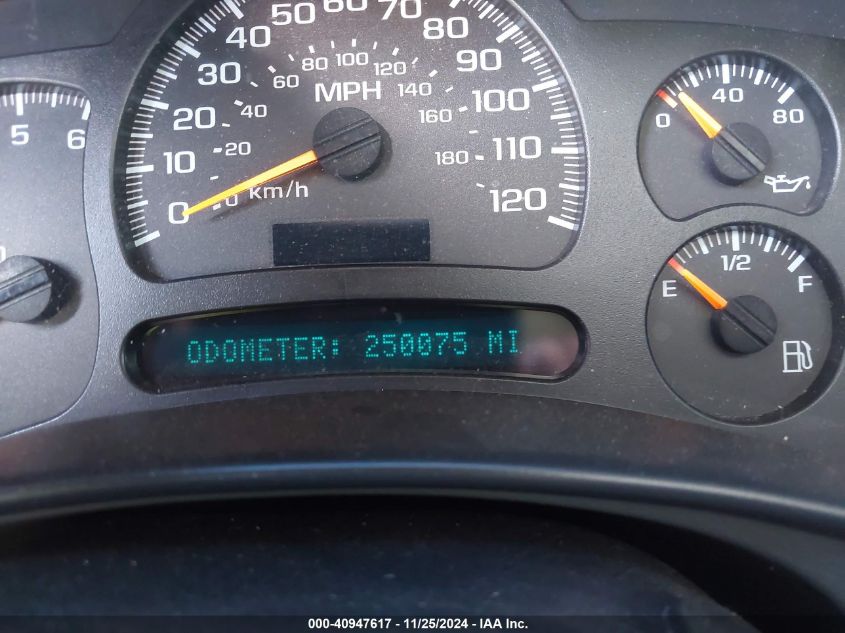 50 60 70
40 80
30 60 80 100 120 90
MPH 140
20 40 160 100
10 20 180 110
0 0 km/h 120
5 6
0 40 80
E 1/2 F
ODOMETER: 250075 MI
000-40947617 - 11/25/2024 - IAA Inc.